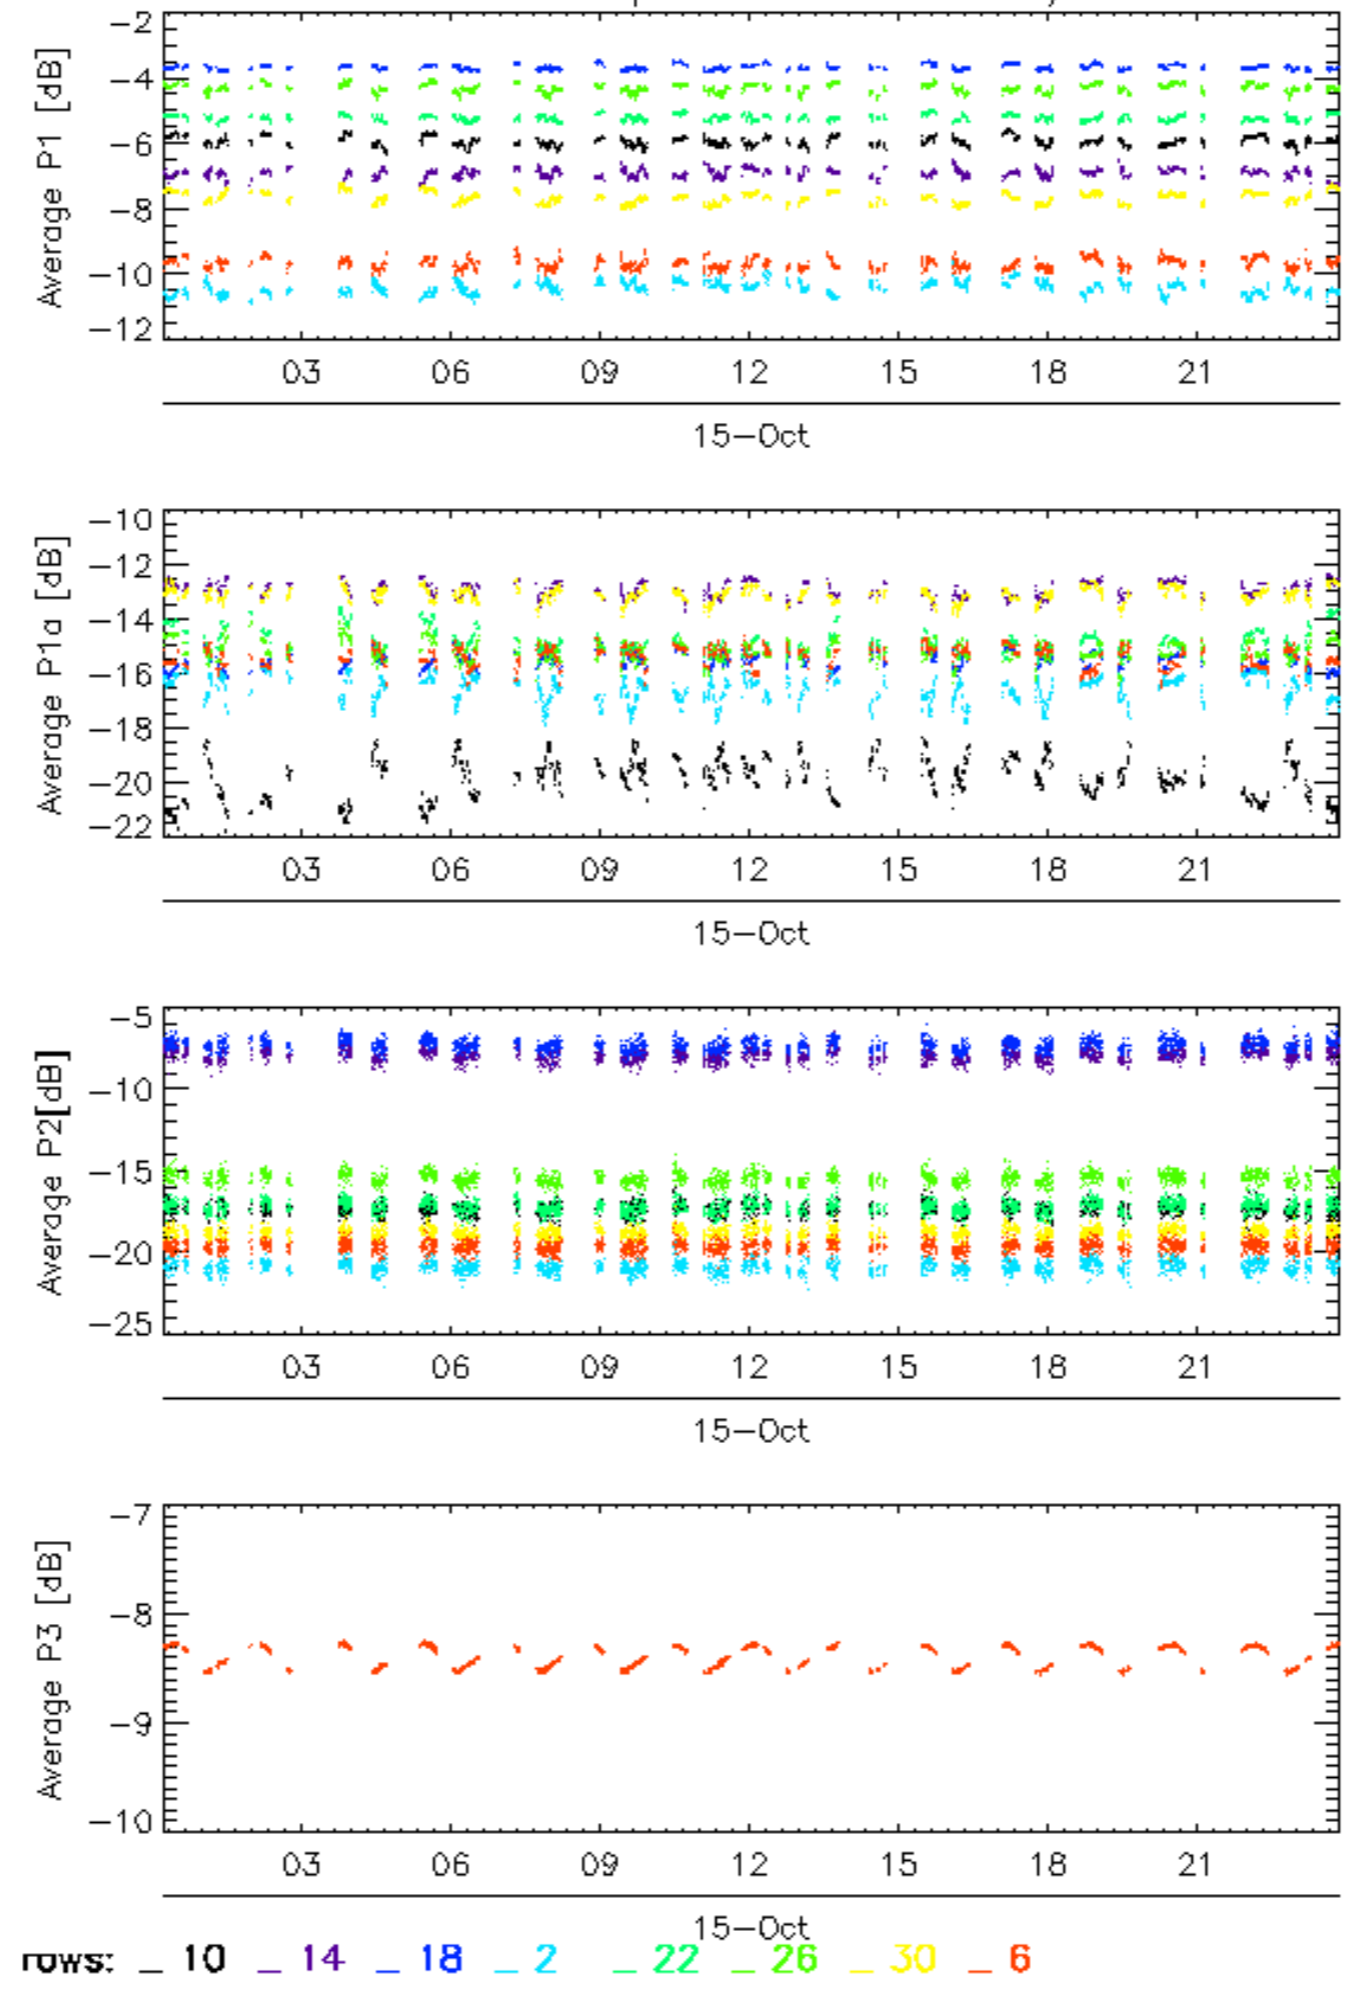 Average P1 [dB]
−2
−4
−6
−8
−10
−12
03 06 09 12 15 18 21
15−Oct
Average P1a [dB]
−10
−12
−14
−16
−18
−20
−22
03 06 09 12 15 18 21
15−Oct
Average P2[dB]
−5
−10
−15
−20
−25
03 06 09 12 15 18 21
15−Oct
Average P3 [dB]
−7
−8
−9
−10
03 06 09 12 15 18 21
15−Oct
rows: _ 10 _ 14 _ 18 _ 2 _ 22 _ 26 _ 30 _ 6